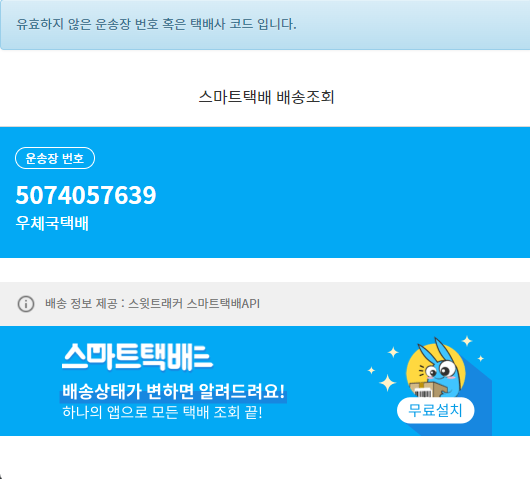 유효하지 않은 운송장 번호 혹은 택배사 코드 입니다.
스마트택배 배송조회
운송장 번호
5074057639
우체국택배
배송 정보 제공 : 스윗트래커 스마트택배API
스마트택배
배송상태가 변하면 알려드려요!
하나의 앱으로 모든 택배 조회 끝!
무료설치